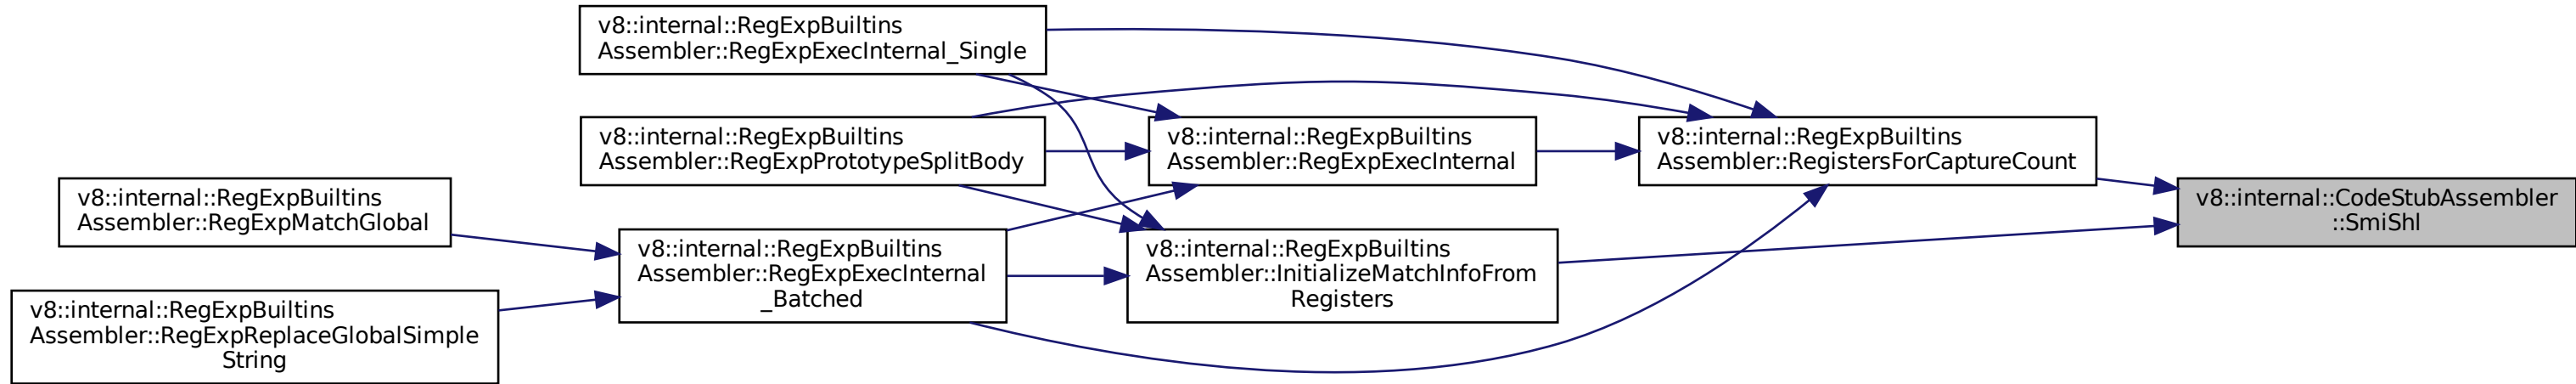 v8::internal::RegExpBuiltins
Assembler::RegExpExecInternal_Single
v8::internal::RegExpBuiltins
Assembler::RegExpPrototypeSplitBody
v8::internal::RegExpBuiltins
Assembler::RegExpExecInternal
v8::internal::RegExpBuiltins
Assembler::RegistersForCaptureCount
v8::internal::CodeStubAssembler
::SmiShl
v8::internal::RegExpBuiltins
Assembler::RegExpMatchGlobal
v8::internal::RegExpBuiltins
Assembler::RegExpExecInternal
_Batched
v8::internal::RegExpBuiltins
Assembler::InitializeMatchInfoFrom
Registers
v8::internal::RegExpBuiltins
Assembler::RegExpReplaceGlobalSimple
String